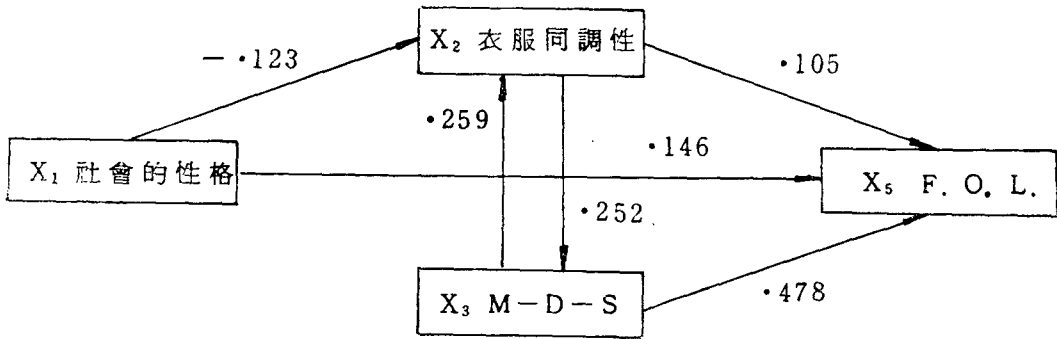 X₂ 衣服同調性
− ·123
·105
·259
·146
X₁ 社會的性格
X₅ F. O. L.
·252
X₃ M−D−S
·478